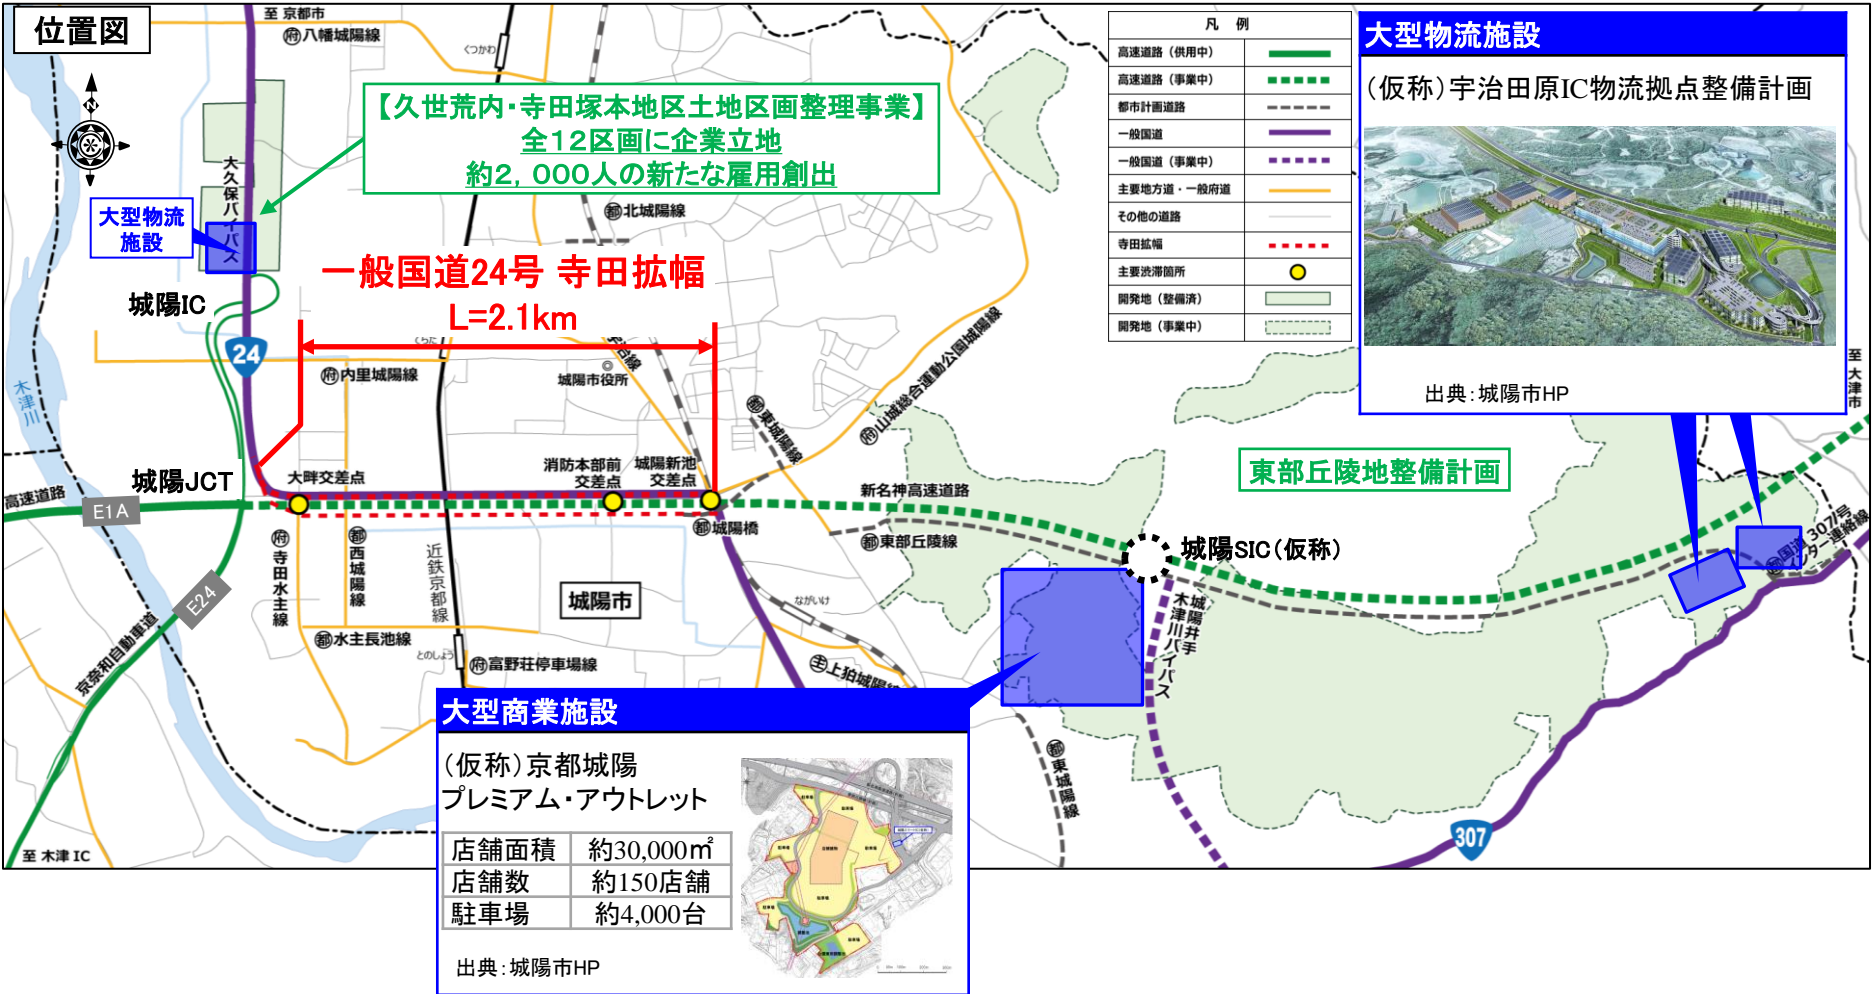 位置図
至 京都市
府八幡城陽線
くつかわ
N
【久世荒内・寺田塚本地区土地区画整理事業】
全12区画に企業立地
約2,000人の新たな雇用創出
大久保バイパス
大型物流
施設
都北城陽線
一般国道24号 寺田拡幅
L=2.1km
城陽IC
24
府内里城陽線
城陽市役所
府山城総合運動公園城陽線
都東城陽線
木津川
城陽JCT
大畔交差点
消防本部前
交差点
城陽新池
交差点
高速道路
E1A
新名神高速道路
都城陽橋
都東部丘陵線
城陽SIC(仮称)
府寺田水主線
都西城陽線
近鉄京都線
城陽市
ながいけ
E24
京奈和自動車道
都水主長池線
とのしょう
府富野荘停車場線
主上狛城陽線
城陽井手
木津川バイパス
都東城陽線
至 木津 IC
307
東部丘陵地整備計画
至 大津市
凡 例
高速道路(供用中)
高速道路(事業中)
都市計画道路
一般国道
一般国道(事業中)
主要地方道・一般府道
その他の道路
寺田拡幅
主要渋滞箇所
開発地(整備済)
開発地(事業中)
大型物流施設
(仮称)宇治田原IC物流拠点整備計画
出典:城陽市HP
大型商業施設
(仮称)京都城陽
プレミアム・アウトレット
店舗面積 約30,000㎡
店舗数 約150店舗
駐車場 約4,000台
出典:城陽市HP